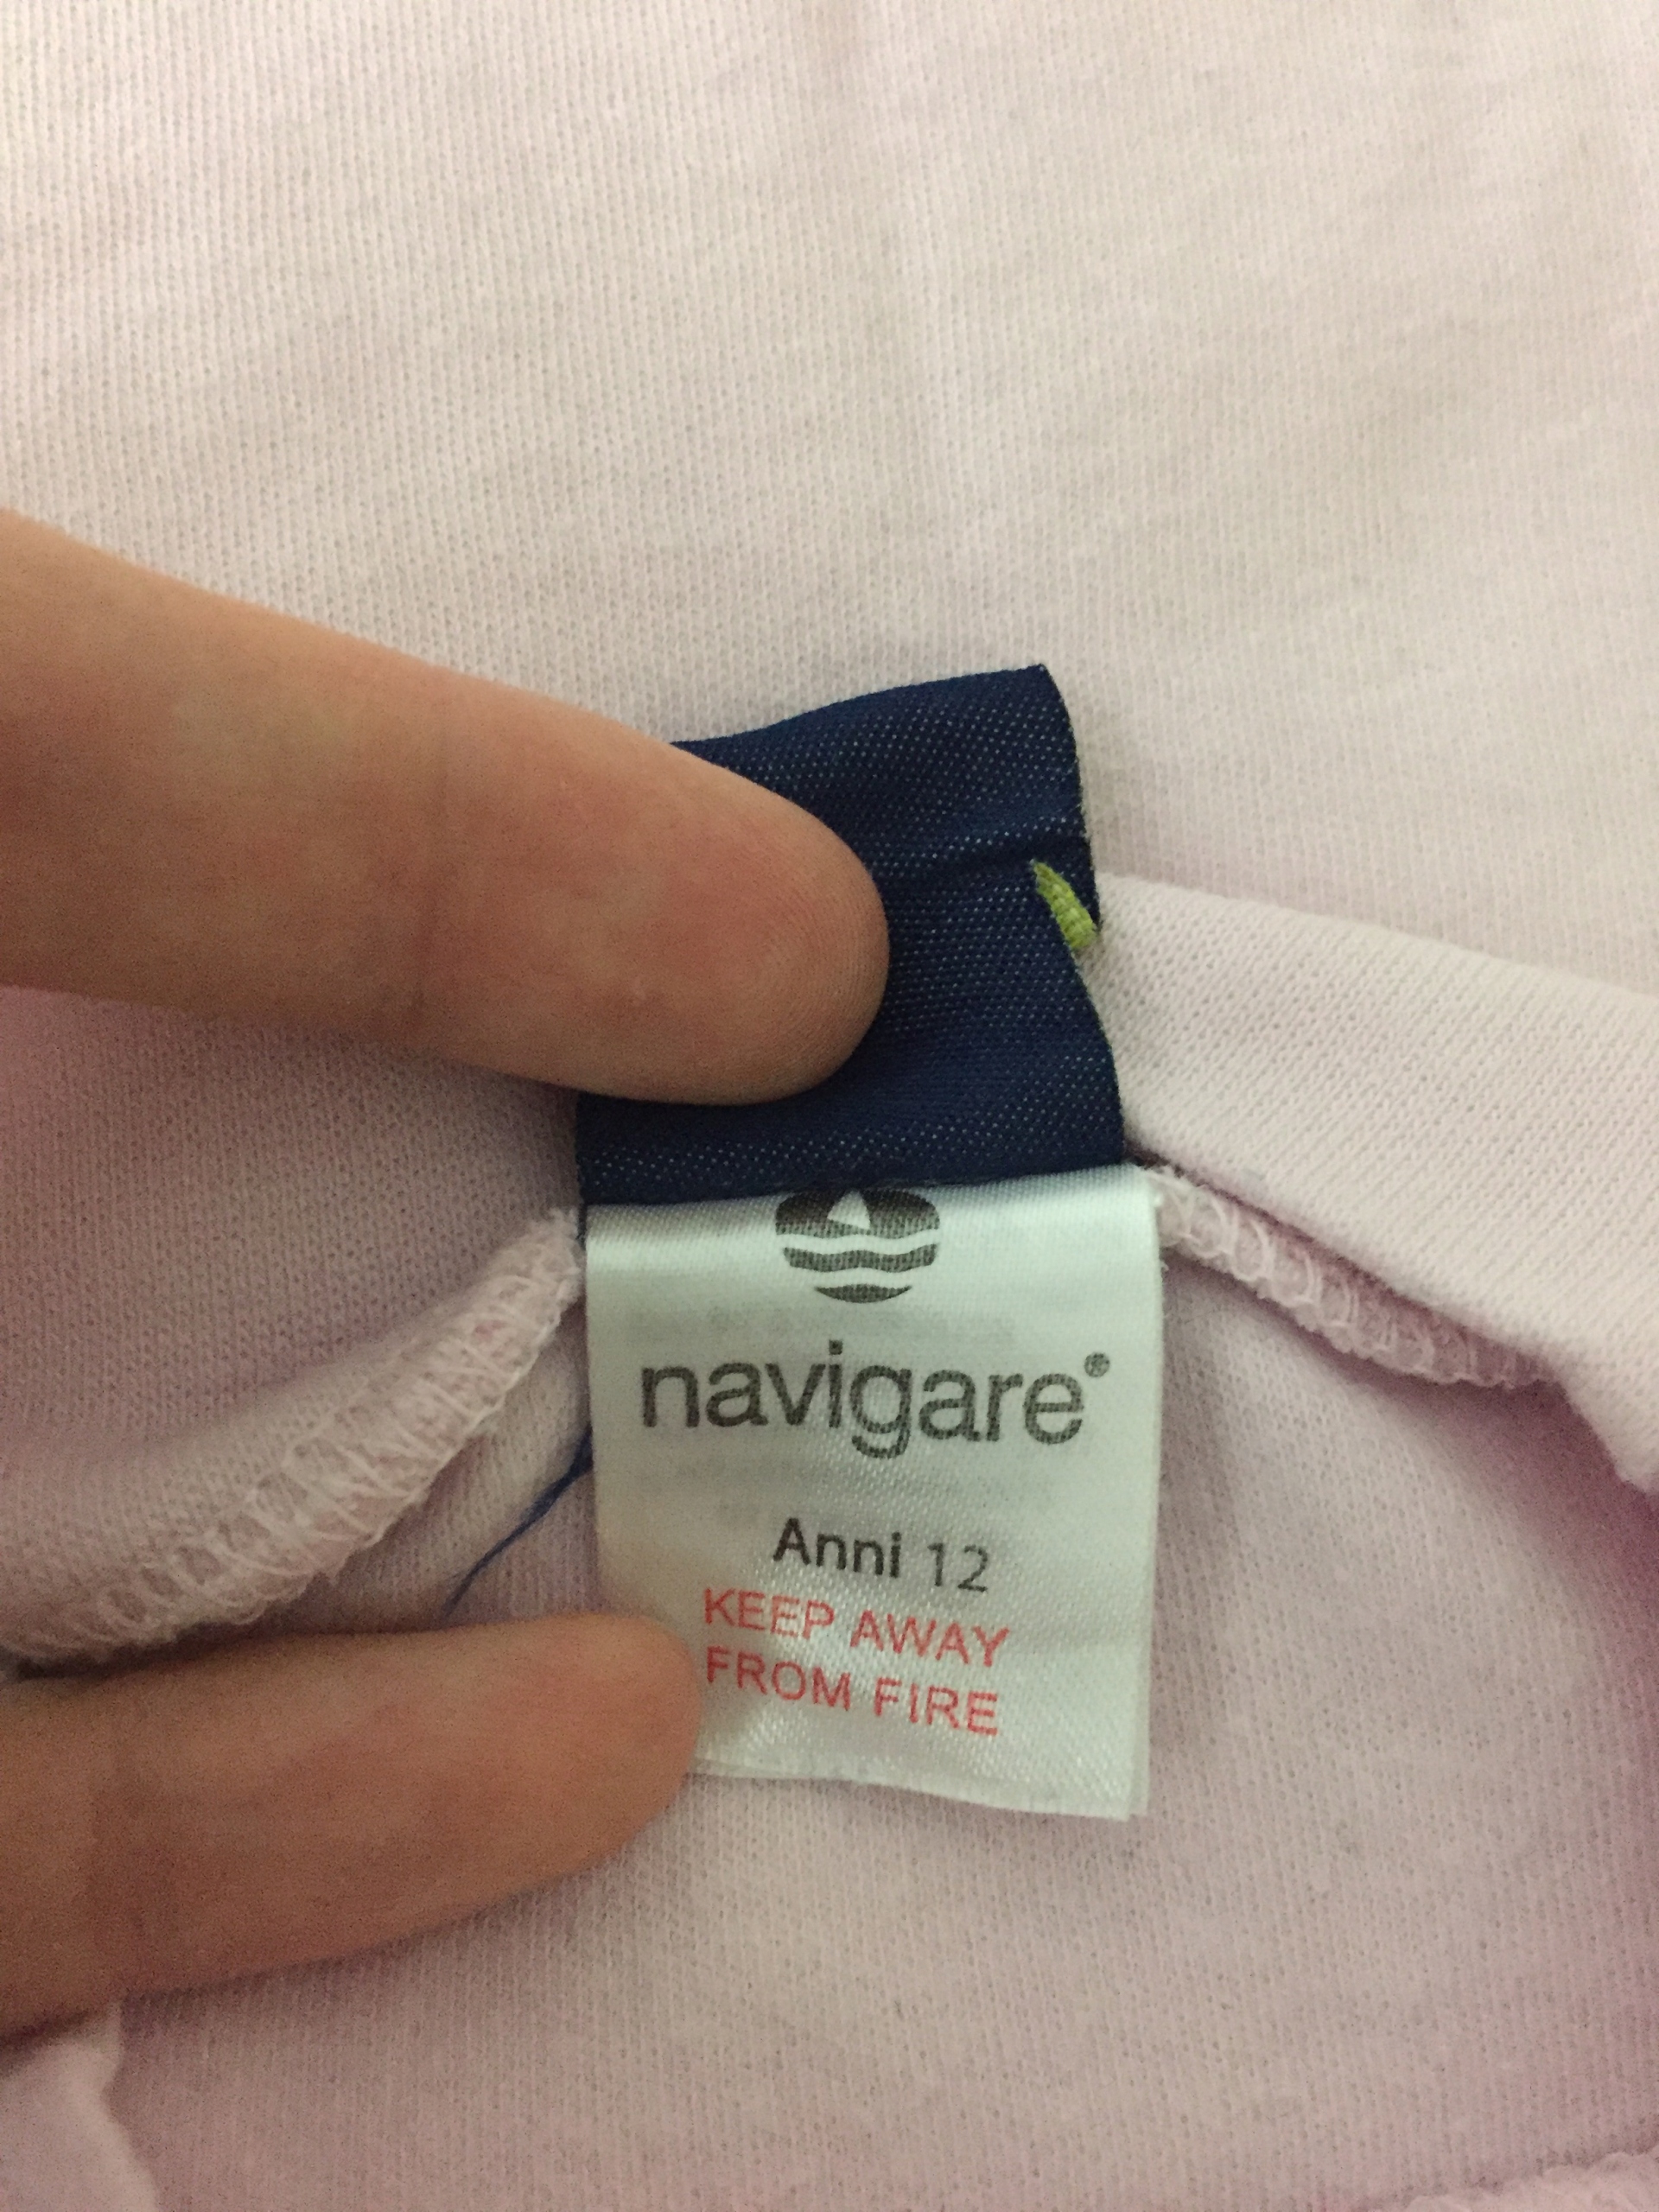 navigare®
Anni 12
KEEP AWAY
FROM FIRE